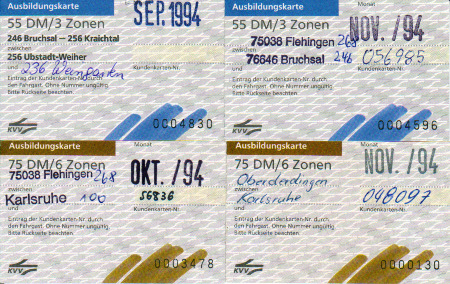 Ausbildungskarte
SEP. 1994
55 DM/3 Zonen
246 Bruchsal – 256 Kraichtal
zwischen
256 Ubstadt-Weiher
und
236 Weingarten
Kundenkarten-Nr.
Eintrag der Kundenkarten-Nr. durch
den Fahrgast. Ohne Nummer ungültig.
Bitte Rückseite beachten
KVV
0004830
Ausbildungskarte
Monat
NOV. /94
55 DM/3 Zonen
75038 Flehingen 268
zwischen
76646 Bruchsal 246
056985
und
Kundenkarten-Nr.
Eintrag der Kundenkarten-Nr. durch
den Fahrgast. Ohne Nummer ungültig.
Bitte Rückseite beachten
KVV
0004596
Ausbildungskarte
Monat
OKT. /94
75 DM/6 Zonen
75038 Flehingen 268
zwischen
Karlsruhe 100
56836
und
Kundenkarten-Nr.
Eintrag der Kundenkarten-Nr. durch
den Fahrgast. Ohne Nummer ungültig.
Bitte Rückseite beachten
KVV
0003478
Ausbildungskarte
Monat
NOV. /94
75 DM/6 Zonen
Oberderdingen
zwischen
Karlsruhe
098097
und
Kundenkarten-Nr.
Eintrag der Kundenkarten-Nr. durch
den Fahrgast. Ohne Nummer ungültig.
Bitte Rückseite beachten
KVV
0000130